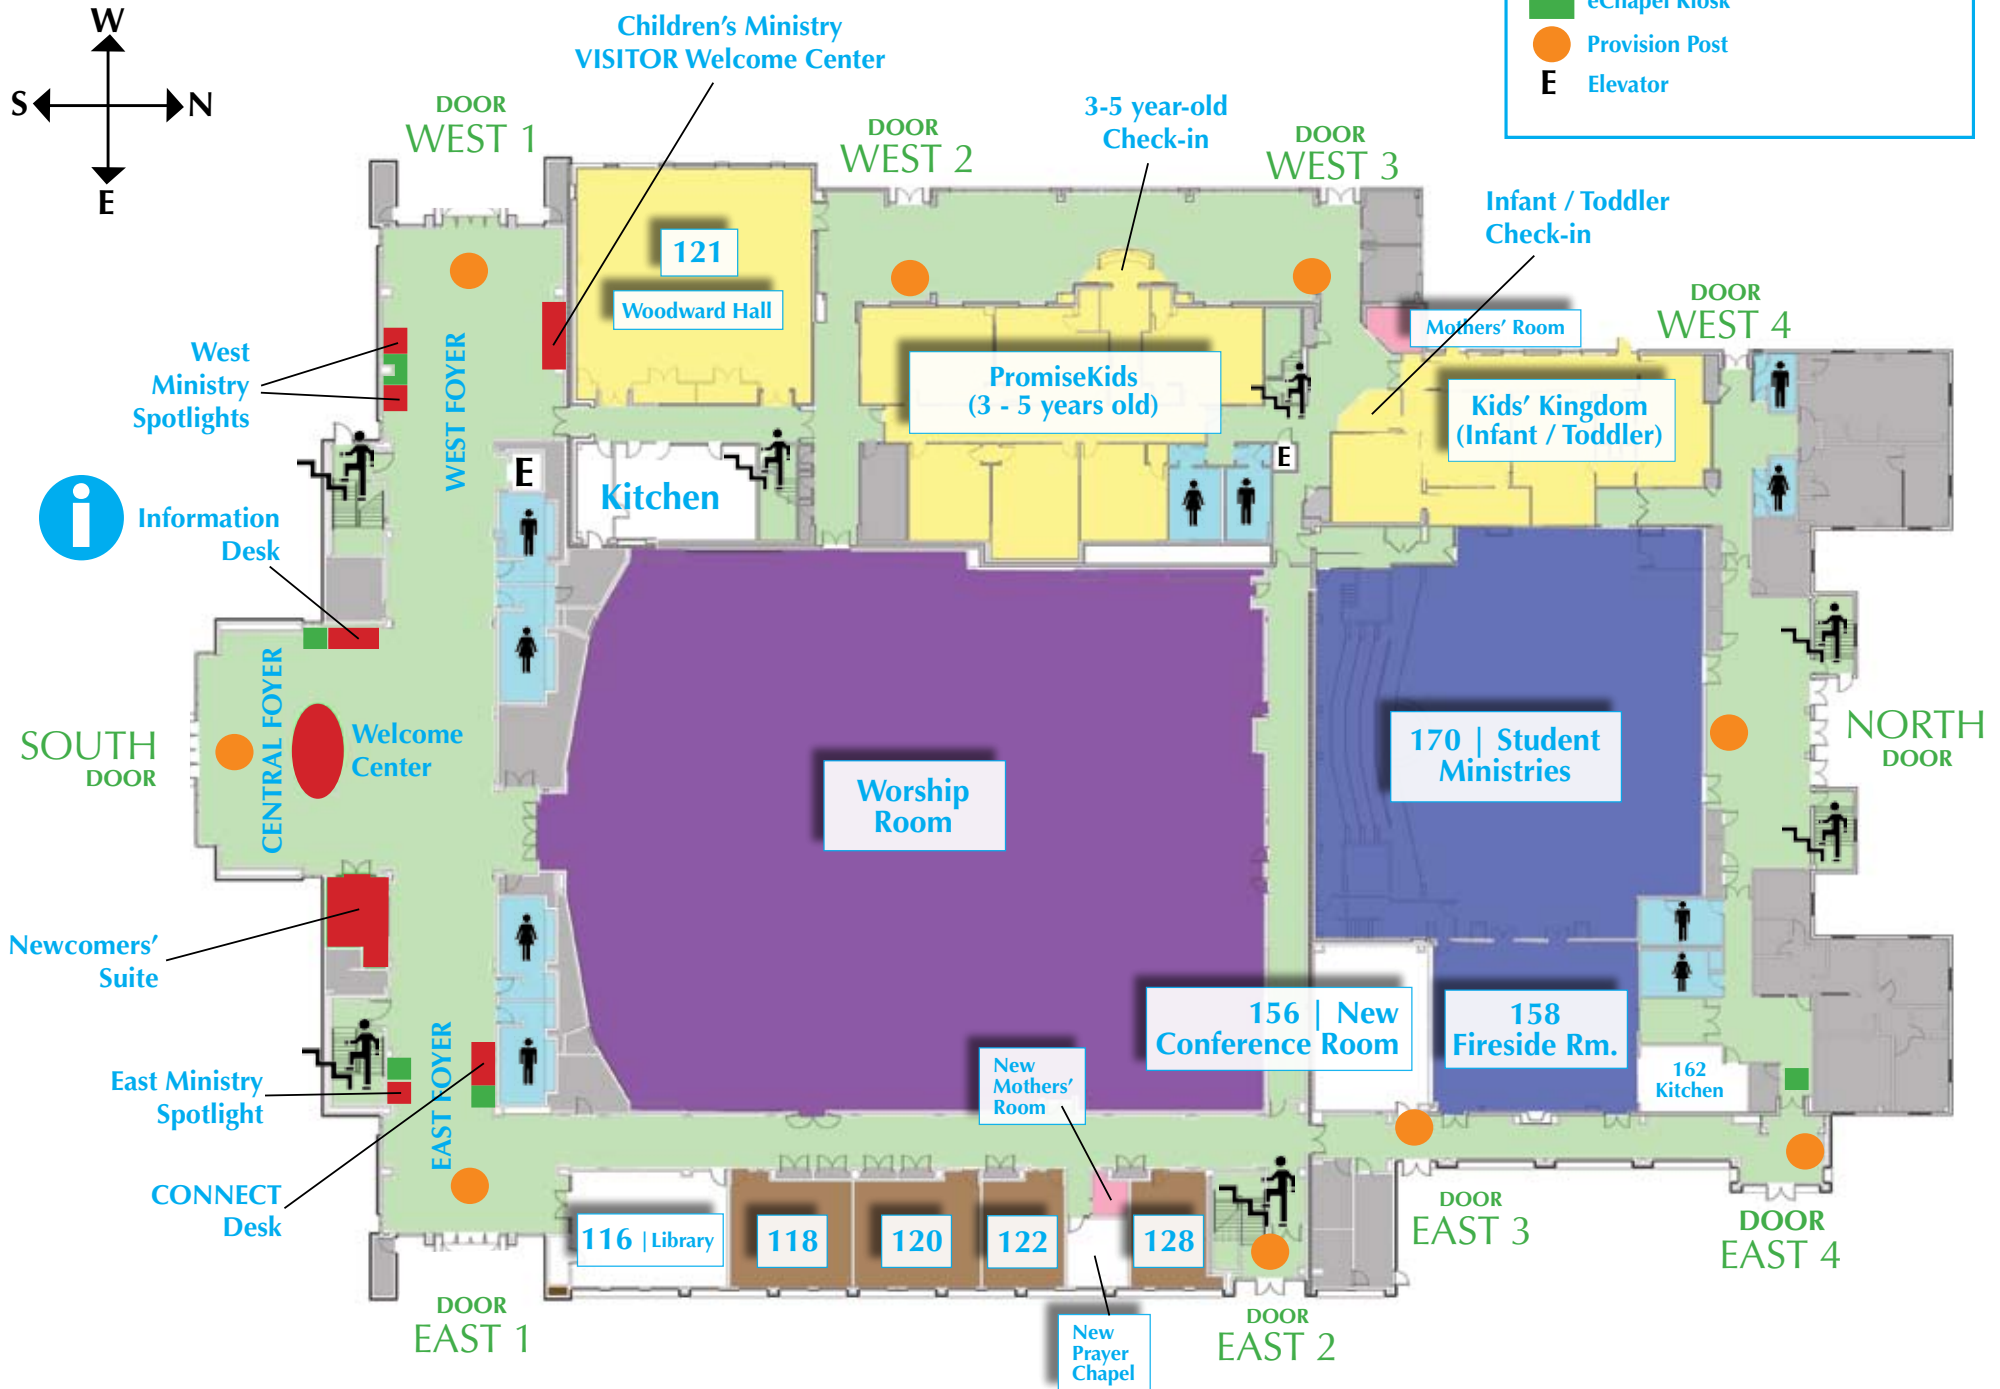 W
S
N
E
Children's Ministry
VISITOR Welcome Center
eChapel Kiosk
Provision Post
E Elevator
DOOR
WEST 1
DOOR
WEST 2
3-5 year-old
Check-in
DOOR
WEST 3
Infant / Toddler
Check-in
DOOR
WEST 4
121
Woodward Hall
Mothers' Room
West
Ministry
Spotlights
WEST FOYER
PromiseKids
(3 - 5 years old)
Kids' Kingdom
(Infant / Toddler)
E
E
Kitchen
i
Information
Desk
CENTRAL FOYER
Welcome
Center
SOUTH
DOOR
Worship
Room
170 | Student
Ministries
NORTH
DOOR
Newcomers'
Suite
156 | New
Conference Room
158
Fireside Rm.
162
Kitchen
New
Mothers'
Room
East Ministry
Spotlight
EAST FOYER
CONNECT
Desk
116 | Library
118
120
122
128
DOOR
EAST 3
DOOR
EAST 4
DOOR
EAST 1
New
Prayer
Chapel
DOOR
EAST 2